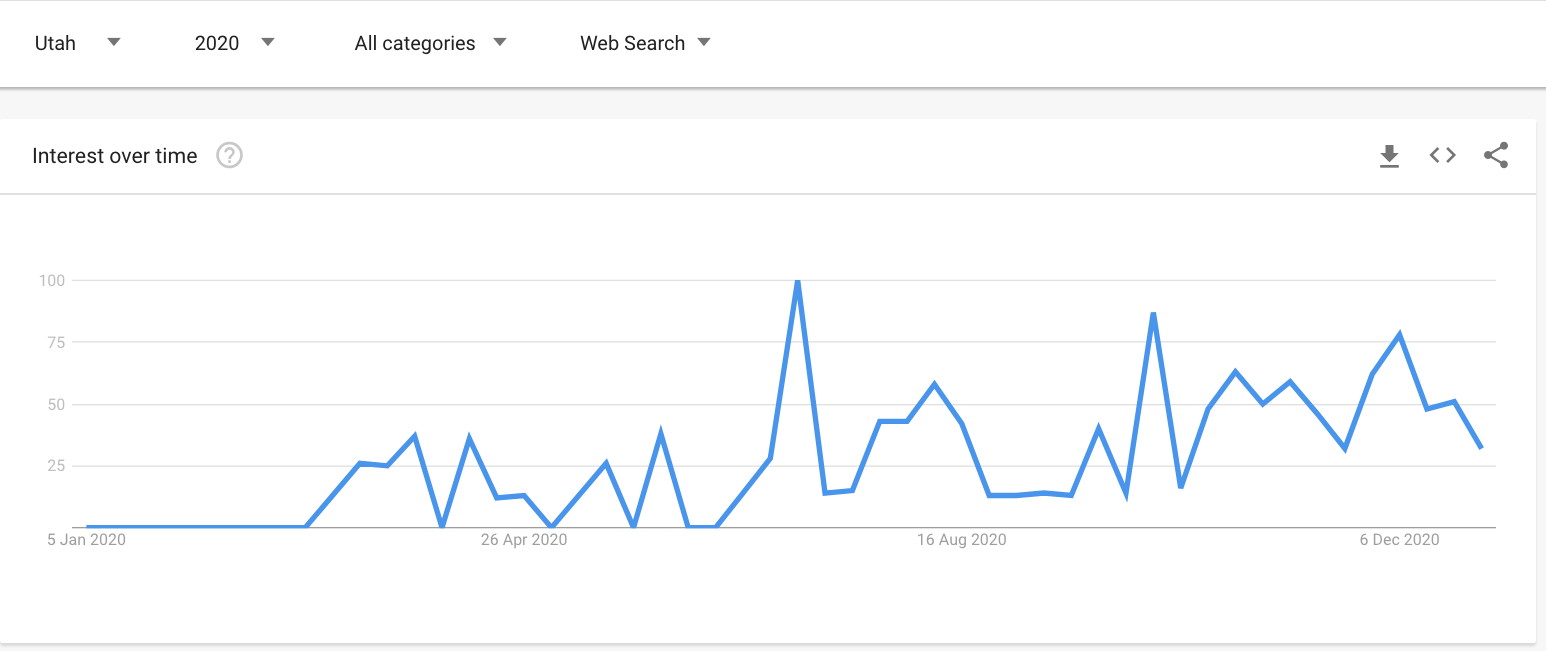 Utah 2020 All categories Web Search
Interest over time ?
100
75
50
25
5 Jan 2020 26 Apr 2020 16 Aug 2020 6 Dec 2020